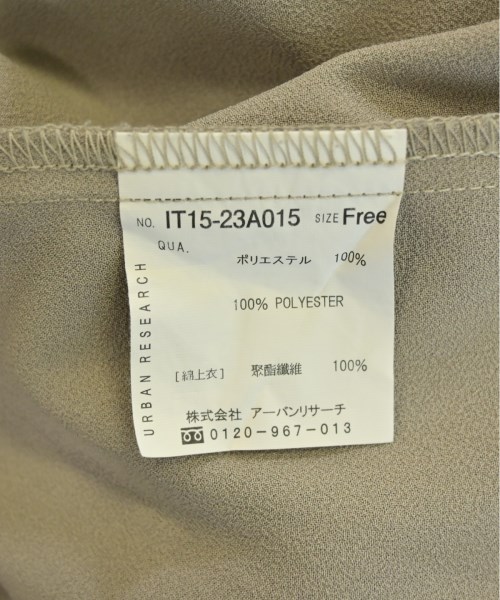 NO. IT15-23A015 SIZE Free
QUA.
ポリエステル 100%
100% POLYESTER
[綿上衣] 聚酯纖維 100%
株式会社 アーバンリサーチ
0120-967-013
URBAN RESEARCH